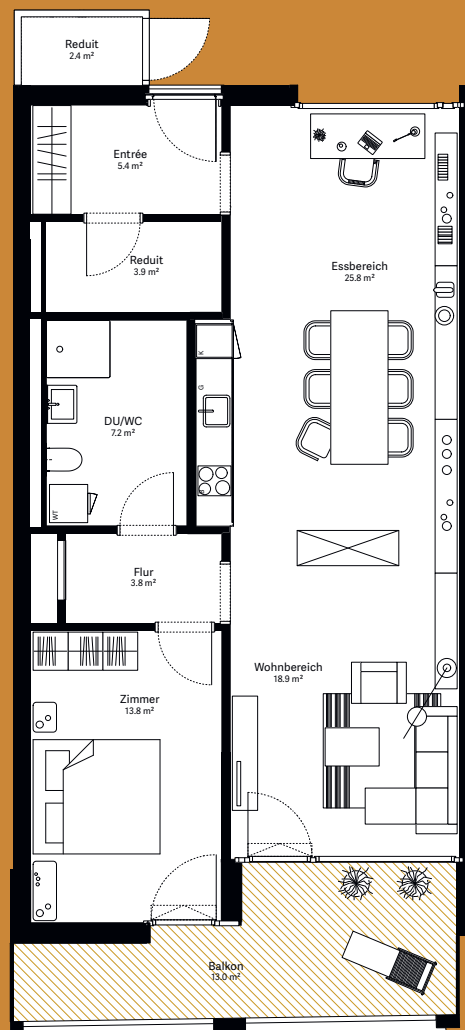 Reduit
2.4 m²
Entrée
5.4 m²
Reduit
3.9 m²
Essbereich
25.8 m²
K
G
DU/WC
7.2 m²
WT
Flur
3.8 m²
Wohnbereich
18.9 m²
Zimmer
13.8 m²
Balkon
13.0 m²